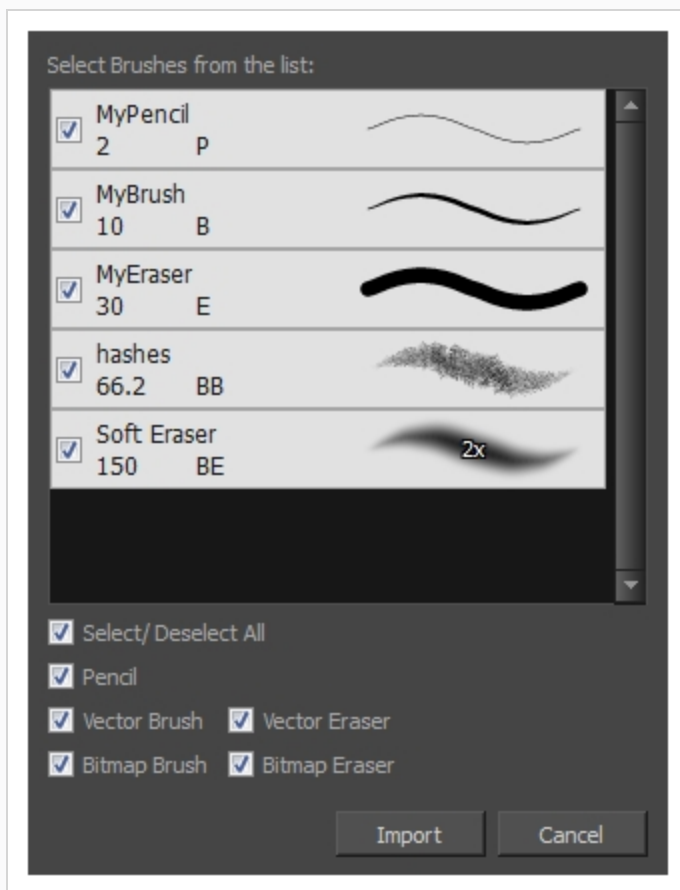 Select Brushes from the list:
MyPencil
2 P
MyBrush
10 B
MyEraser
30 E
hashes
66.2 BB
Soft Eraser
150 BE
2x
Select/ Deselect All
Pencil
Vector Brush Vector Eraser
Bitmap Brush Bitmap Eraser
Import Cancel